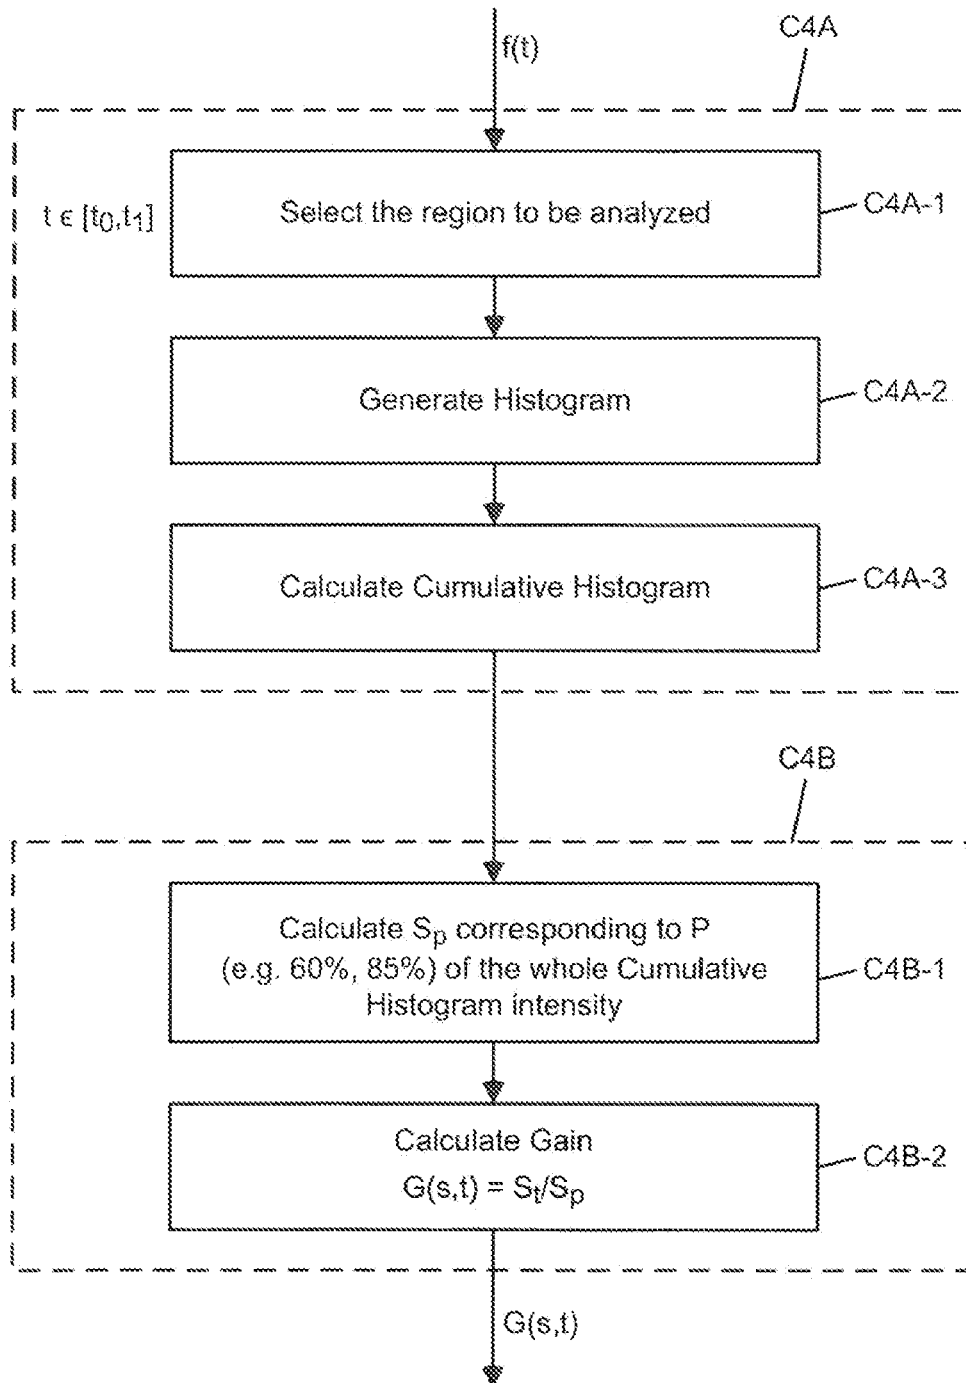 C4A
f(t)
t ϵ [t0,t1]
Select the region to be analyzed
C4A-1
Generate Histogram
C4A-2
Calculate Cumulative Histogram
C4A-3
C4B
Calculate Sp corresponding to P
(e.g. 60%, 85%) of the whole Cumulative
Histogram intensity
C4B-1
Calculate Gain
G(s,t) = St/Sp
C4B-2
G(s,t)